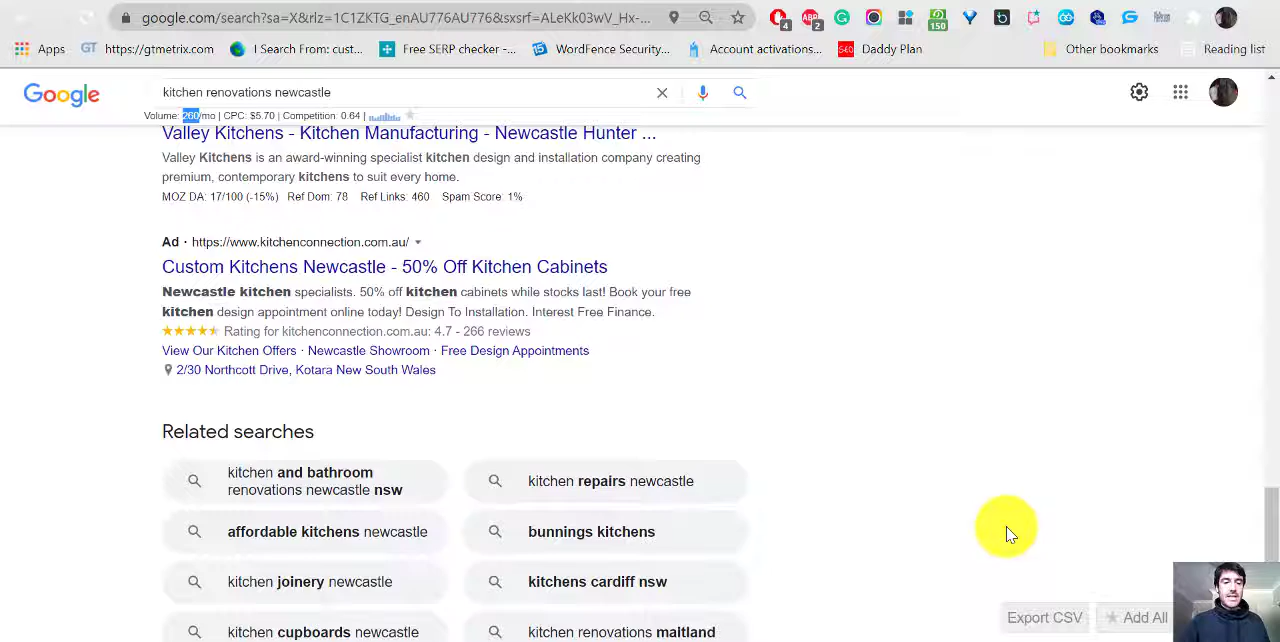 google.com/search?sa=X&rlz=1C1ZKTG_enAU776AU776&sxsrf=ALeKk03wV_Hx-...
4
2
150
Apps
GT https://gtmetrix.com
I Search From: cust...
Free SERP checker -...
WordFence Security,...
Account activations...
Daddy Plan
Other bookmarks
Reading list
Google
kitchen renovations newcastle
Volume: 260/mo | CPC: $5.70 | Competition: 0.64 |
Valley Kitchens - Kitchen Manufacturing - Newcastle Hunter ...
Valley Kitchens is an award-winning specialist kitchen design and installation company creating
premium, contemporary kitchens to suit every home.
MOZ DA: 17/100 (-15%) Ref Dom: 78 Ref Links: 460 Spam Score: 1%
Ad · https://www.kitchenconnection.com.au/
Custom Kitchens Newcastle - 50% Off Kitchen Cabinets
Newcastle kitchen specialists. 50% off kitchen cabinets while stocks last! Book your free
kitchen design appointment online today! Design To Installation. Interest Free Finance.
Rating for kitchenconnection.com.au: 4.7 - 266 reviews
View Our Kitchen Offers · Newcastle Showroom · Free Design Appointments
2/30 Northcott Drive, Kotara New South Wales
Related searches
kitchen and bathroom
renovations newcastle nsw
kitchen repairs newcastle
affordable kitchens newcastle
bunnings kitchens
kitchen joinery newcastle
kitchens cardiff nsw
kitchen cupboards newcastle
kitchen renovations maitland
Export CSV
Add All